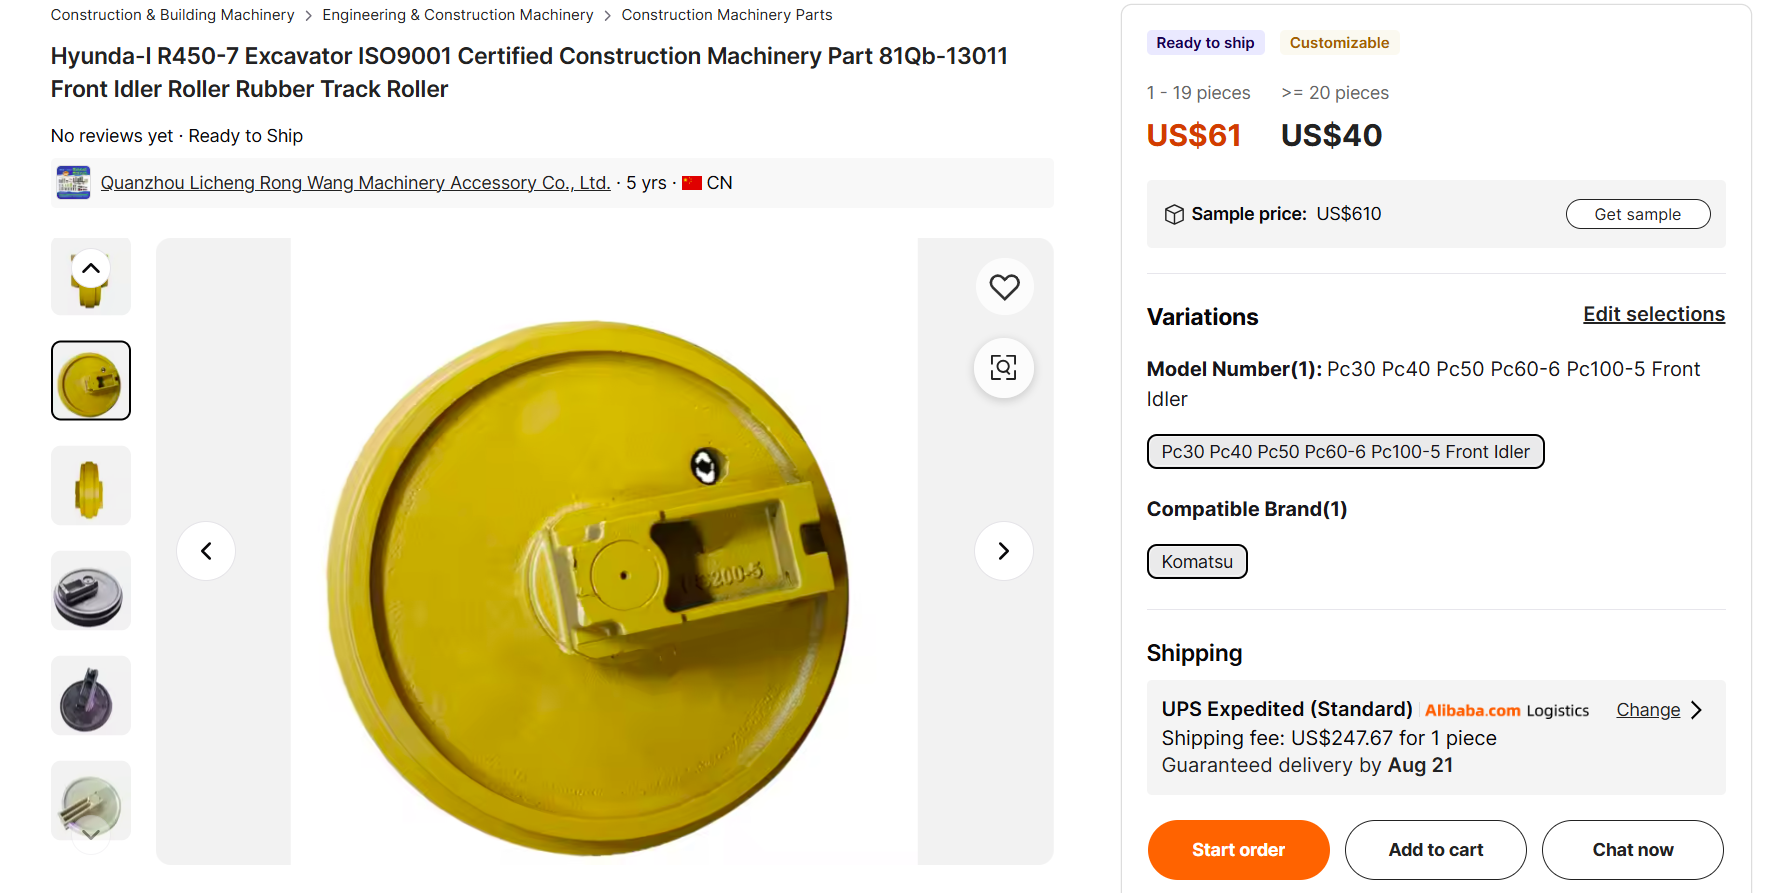 Construction & Building Machinery > Engineering & Construction Machinery > Construction Machinery Parts
Hyunda-I R450-7 Excavator ISO9001 Certified Construction Machinery Part 81Qb-13011
Front Idler Roller Rubber Track Roller
No reviews yet · Ready to Ship
Quanzhou Licheng Rong Wang Machinery Accessory Co., Ltd. · 5 yrs · CN
200-5
Ready to ship Customizable
1 - 19 pieces >= 20 pieces
US$61 US$40
Sample price: US$610 Get sample
Variations Edit selections
Model Number(1): Pc30 Pc40 Pc50 Pc60-6 Pc100-5 Front
Idler
Pc30 Pc40 Pc50 Pc60-6 Pc100-5 Front Idler
Compatible Brand(1)
Komatsu
Shipping
UPS Expedited (Standard) Alibaba.com Logistics Change >
Shipping fee: US$247.67 for 1 piece
Guaranteed delivery by Aug 21
Start order Add to cart Chat now